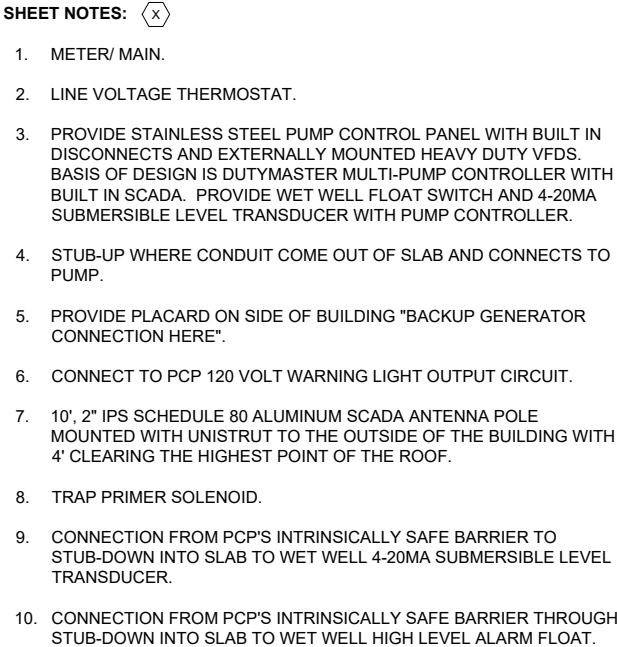 SHEET NOTES: X
1. METER/ MAIN.
2. LINE VOLTAGE THERMOSTAT.
3. PROVIDE STAINLESS STEEL PUMP CONTROL PANEL WITH BUILT IN
DISCONNECTS AND EXTERNALLY MOUNTED HEAVY DUTY VFDS.
BASIS OF DESIGN IS DUTYMASTER MULTI-PUMP CONTROLLER WITH
BUILT IN SCADA. PROVIDE WET WELL FLOAT SWITCH AND 4-20MA
SUBMERSIBLE LEVEL TRANSDUCER WITH PUMP CONTROLLER.
4. STUB-UP WHERE CONDUIT COME OUT OF SLAB AND CONNECTS TO
PUMP.
5. PROVIDE PLACARD ON SIDE OF BUILDING "BACKUP GENERATOR
CONNECTION HERE".
6. CONNECT TO PCP 120 VOLT WARNING LIGHT OUTPUT CIRCUIT.
7. 10', 2" IPS SCHEDULE 80 ALUMINUM SCADA ANTENNA POLE
MOUNTED WITH UNISTRUT TO THE OUTSIDE OF THE BUILDING WITH
4' CLEARING THE HIGHEST POINT OF THE ROOF.
8. TRAP PRIMER SOLENOID.
9. CONNECTION FROM PCP'S INTRINSICALLY SAFE BARRIER TO
STUB-DOWN INTO SLAB TO WET WELL 4-20MA SUBMERSIBLE LEVEL
TRANSDUCER.
10. CONNECTION FROM PCP'S INTRINSICALLY SAFE BARRIER THROUGH
STUB-DOWN INTO SLAB TO WET WELL HIGH LEVEL ALARM FLOAT.